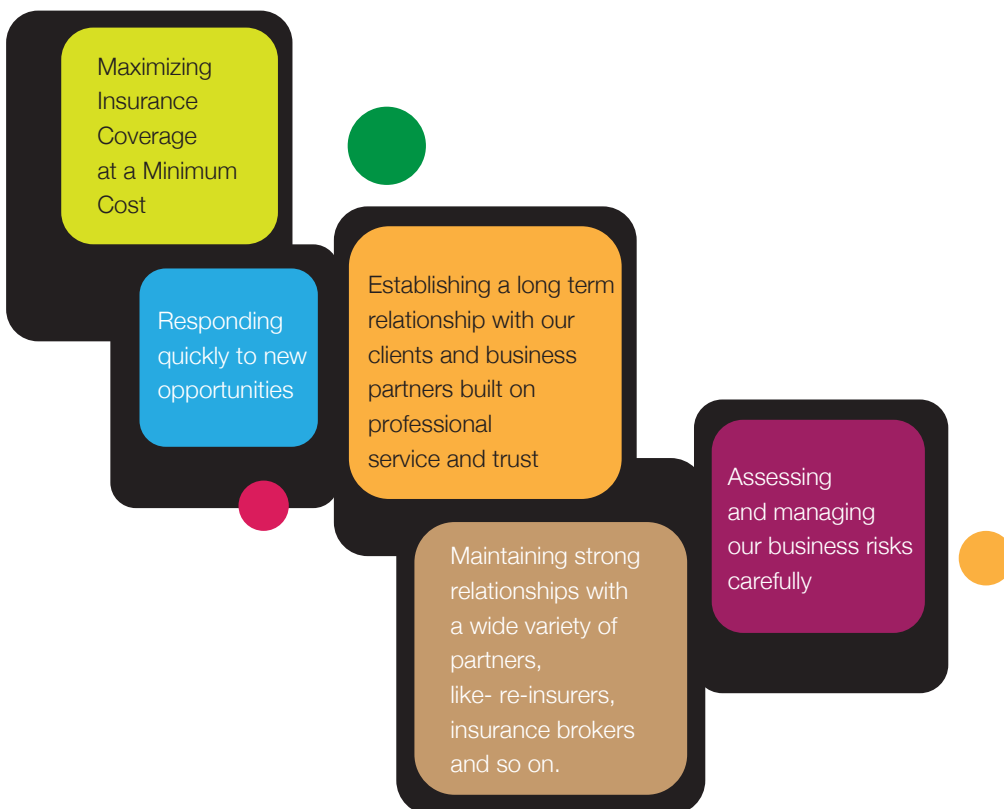 Maximizing
Insurance
Coverage
at a Minimum
Cost
Responding
quickly to new
opportunities
Establishing a long term
relationship with our
clients and business
partners built on
professional
service and trust
Maintaining strong
relationships with
a wide variety of
partners,
like- re-insurers,
insurance brokers
and so on.
Assessing
and managing
our business risks
carefully